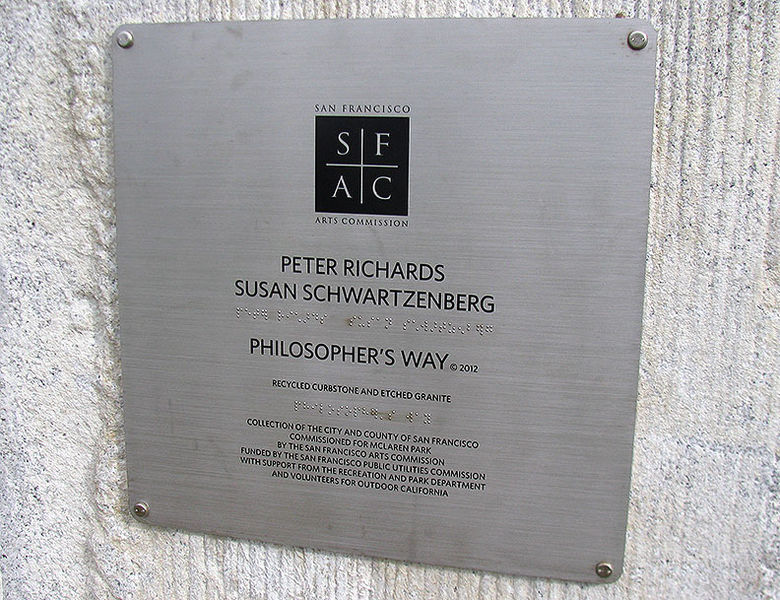 SAN FRANCISCO
S F
A C
ARTS COMMISSION
PETER RICHARDS
SUSAN SCHWARTZENBERG
PHILOSOPHER'S WAY © 2012
RECYCLED CURBSTONE AND ETCHED GRANITE
COLLECTION OF THE CITY AND COUNTY OF SAN FRANCISCO
COMMISSIONED FOR MCLAREN PARK
BY THE SAN FRANCISCO ARTS COMMISSION
FUNDED BY THE SAN FRANCISCO PUBLIC UTILITIES COMMISSION
WITH SUPPORT FROM THE RECREATION AND PARK DEPARTMENT
AND VOLUNTEERS FOR OUTDOOR CALIFORNIA